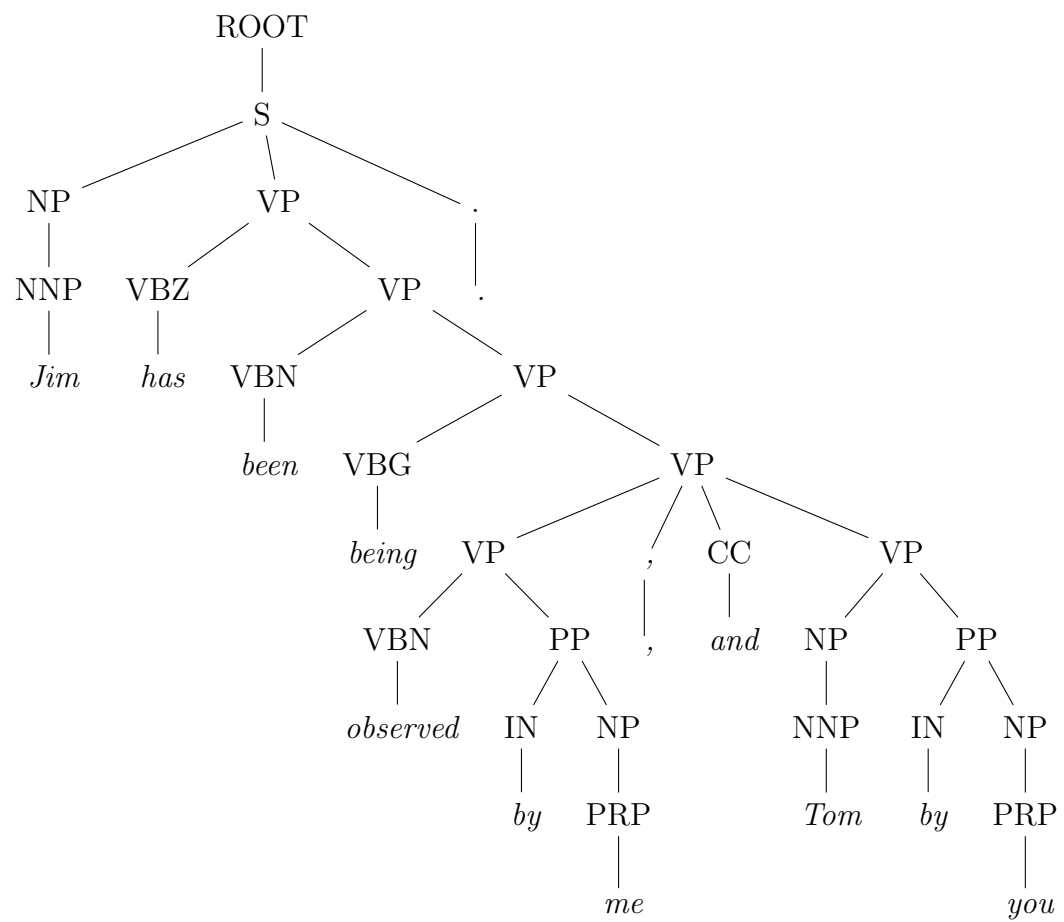 ROOT
S
NP VP .
NNP VBZ VP .
Jim has VBN VP
been VBG VP
being VP , CC VP
VBN PP , and NP PP
observed IN NP NNP IN NP
by PRP Tom by PRP
me you